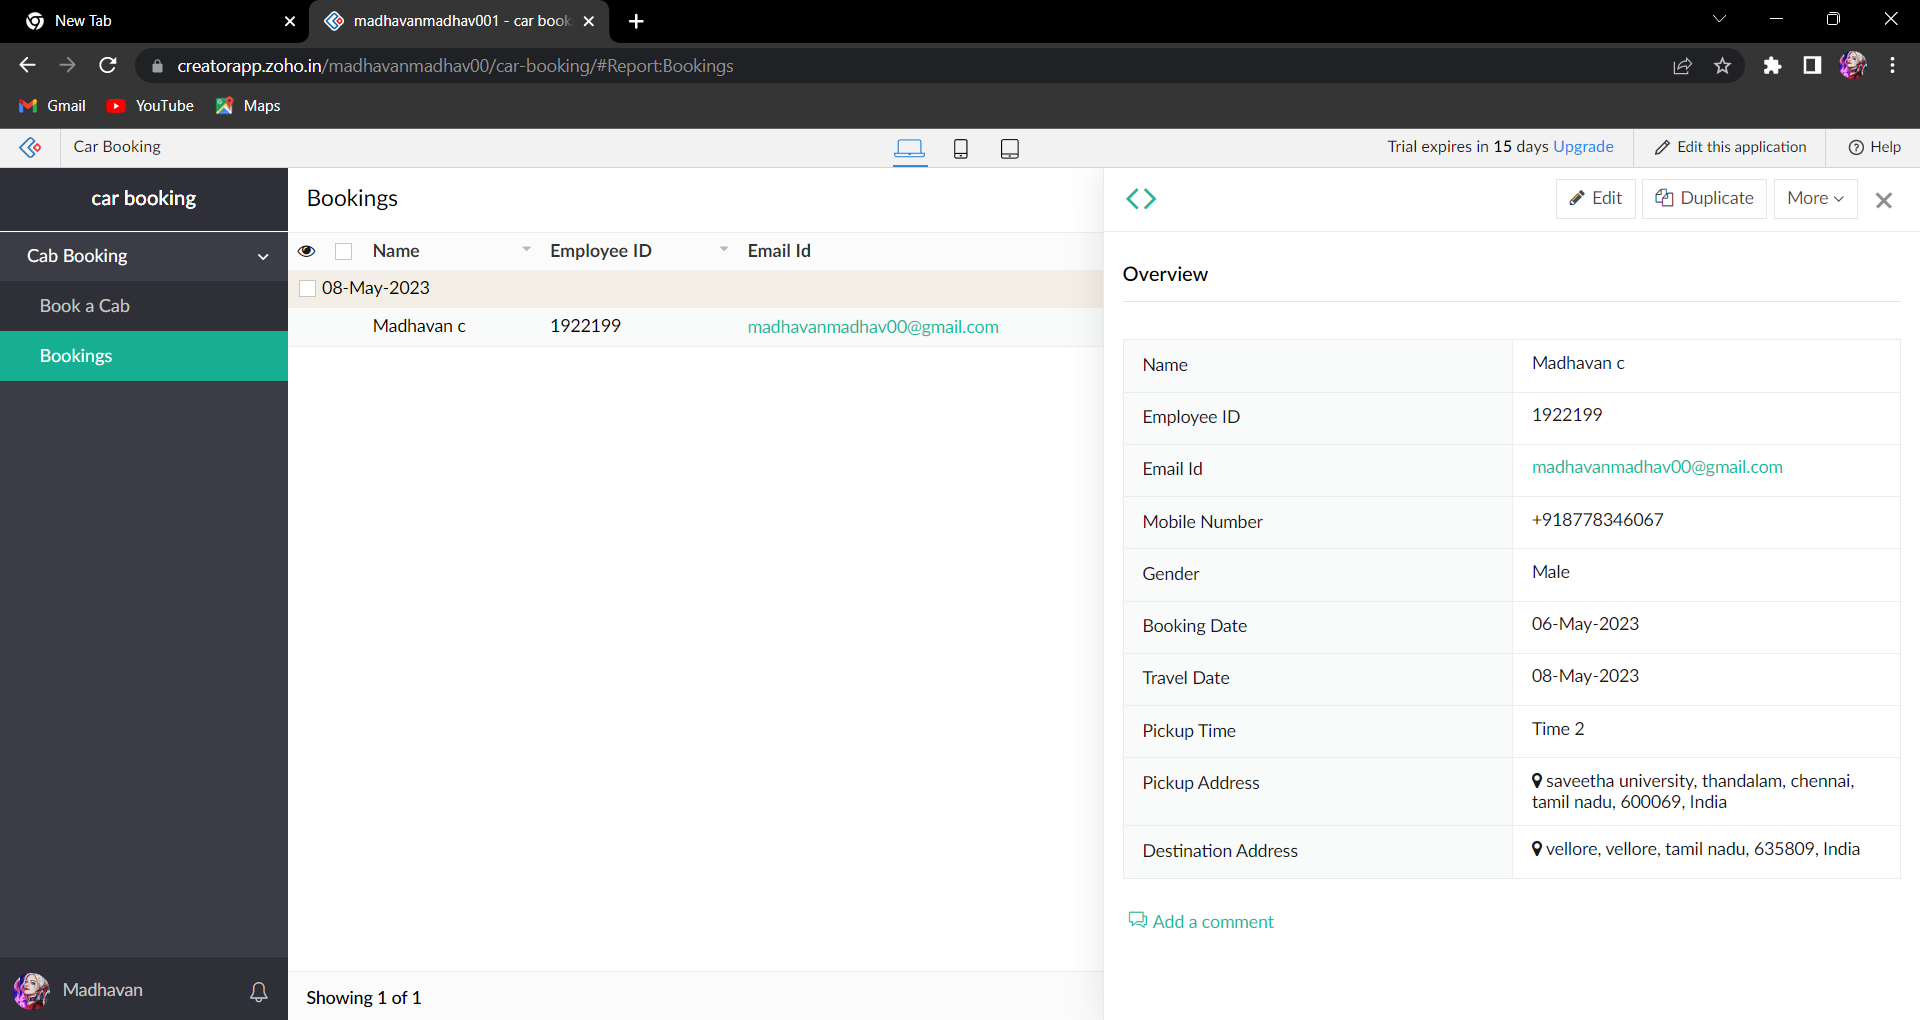 New Tab
madhavanmadhav001 - car book
creatorapp.zoho.in/madhavanmadhav00/car-booking/#Report:Bookings
Gmail YouTube Maps
Car Booking Trial expires in 15 days Upgrade Edit this application Help
car booking
Cab Booking
Book a Cab
Bookings
Madhavan
Bookings
Name Employee ID Email Id
08-May-2023
Madhavan c 1922199 madhavanmadhav00@gmail.com
Showing 1 of 1
Edit Duplicate More
Overview
Name Madhavan c
Employee ID 1922199
Email Id madhavanmadhav00@gmail.com
Mobile Number +918778346067
Gender Male
Booking Date 06-May-2023
Travel Date 08-May-2023
Pickup Time Time 2
Pickup Address saveetha university, thandalam, chennai,
tamil nadu, 600069, India
Destination Address vellore, vellore, tamil nadu, 635809, India
Add a comment